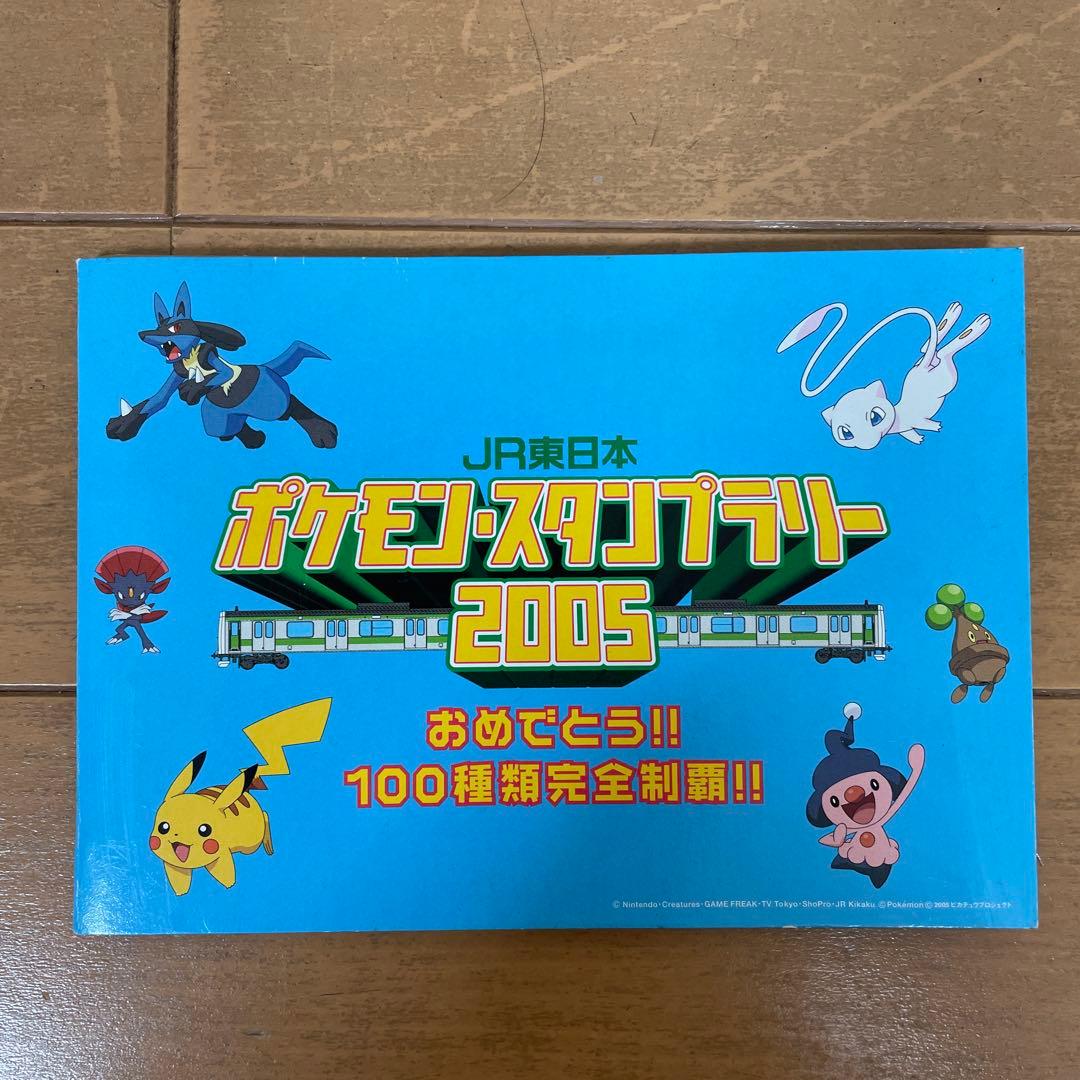 JR東日本
ポケモン・スタンプラリー
2005
おめでとう!!
100種類完全制覇!!
© Nintendo・Creatures・GAME FREAK・TV Tokyo・ShoPro・JR Kikaku ©Pokémon ©2005 ピカチュウプロジェクト